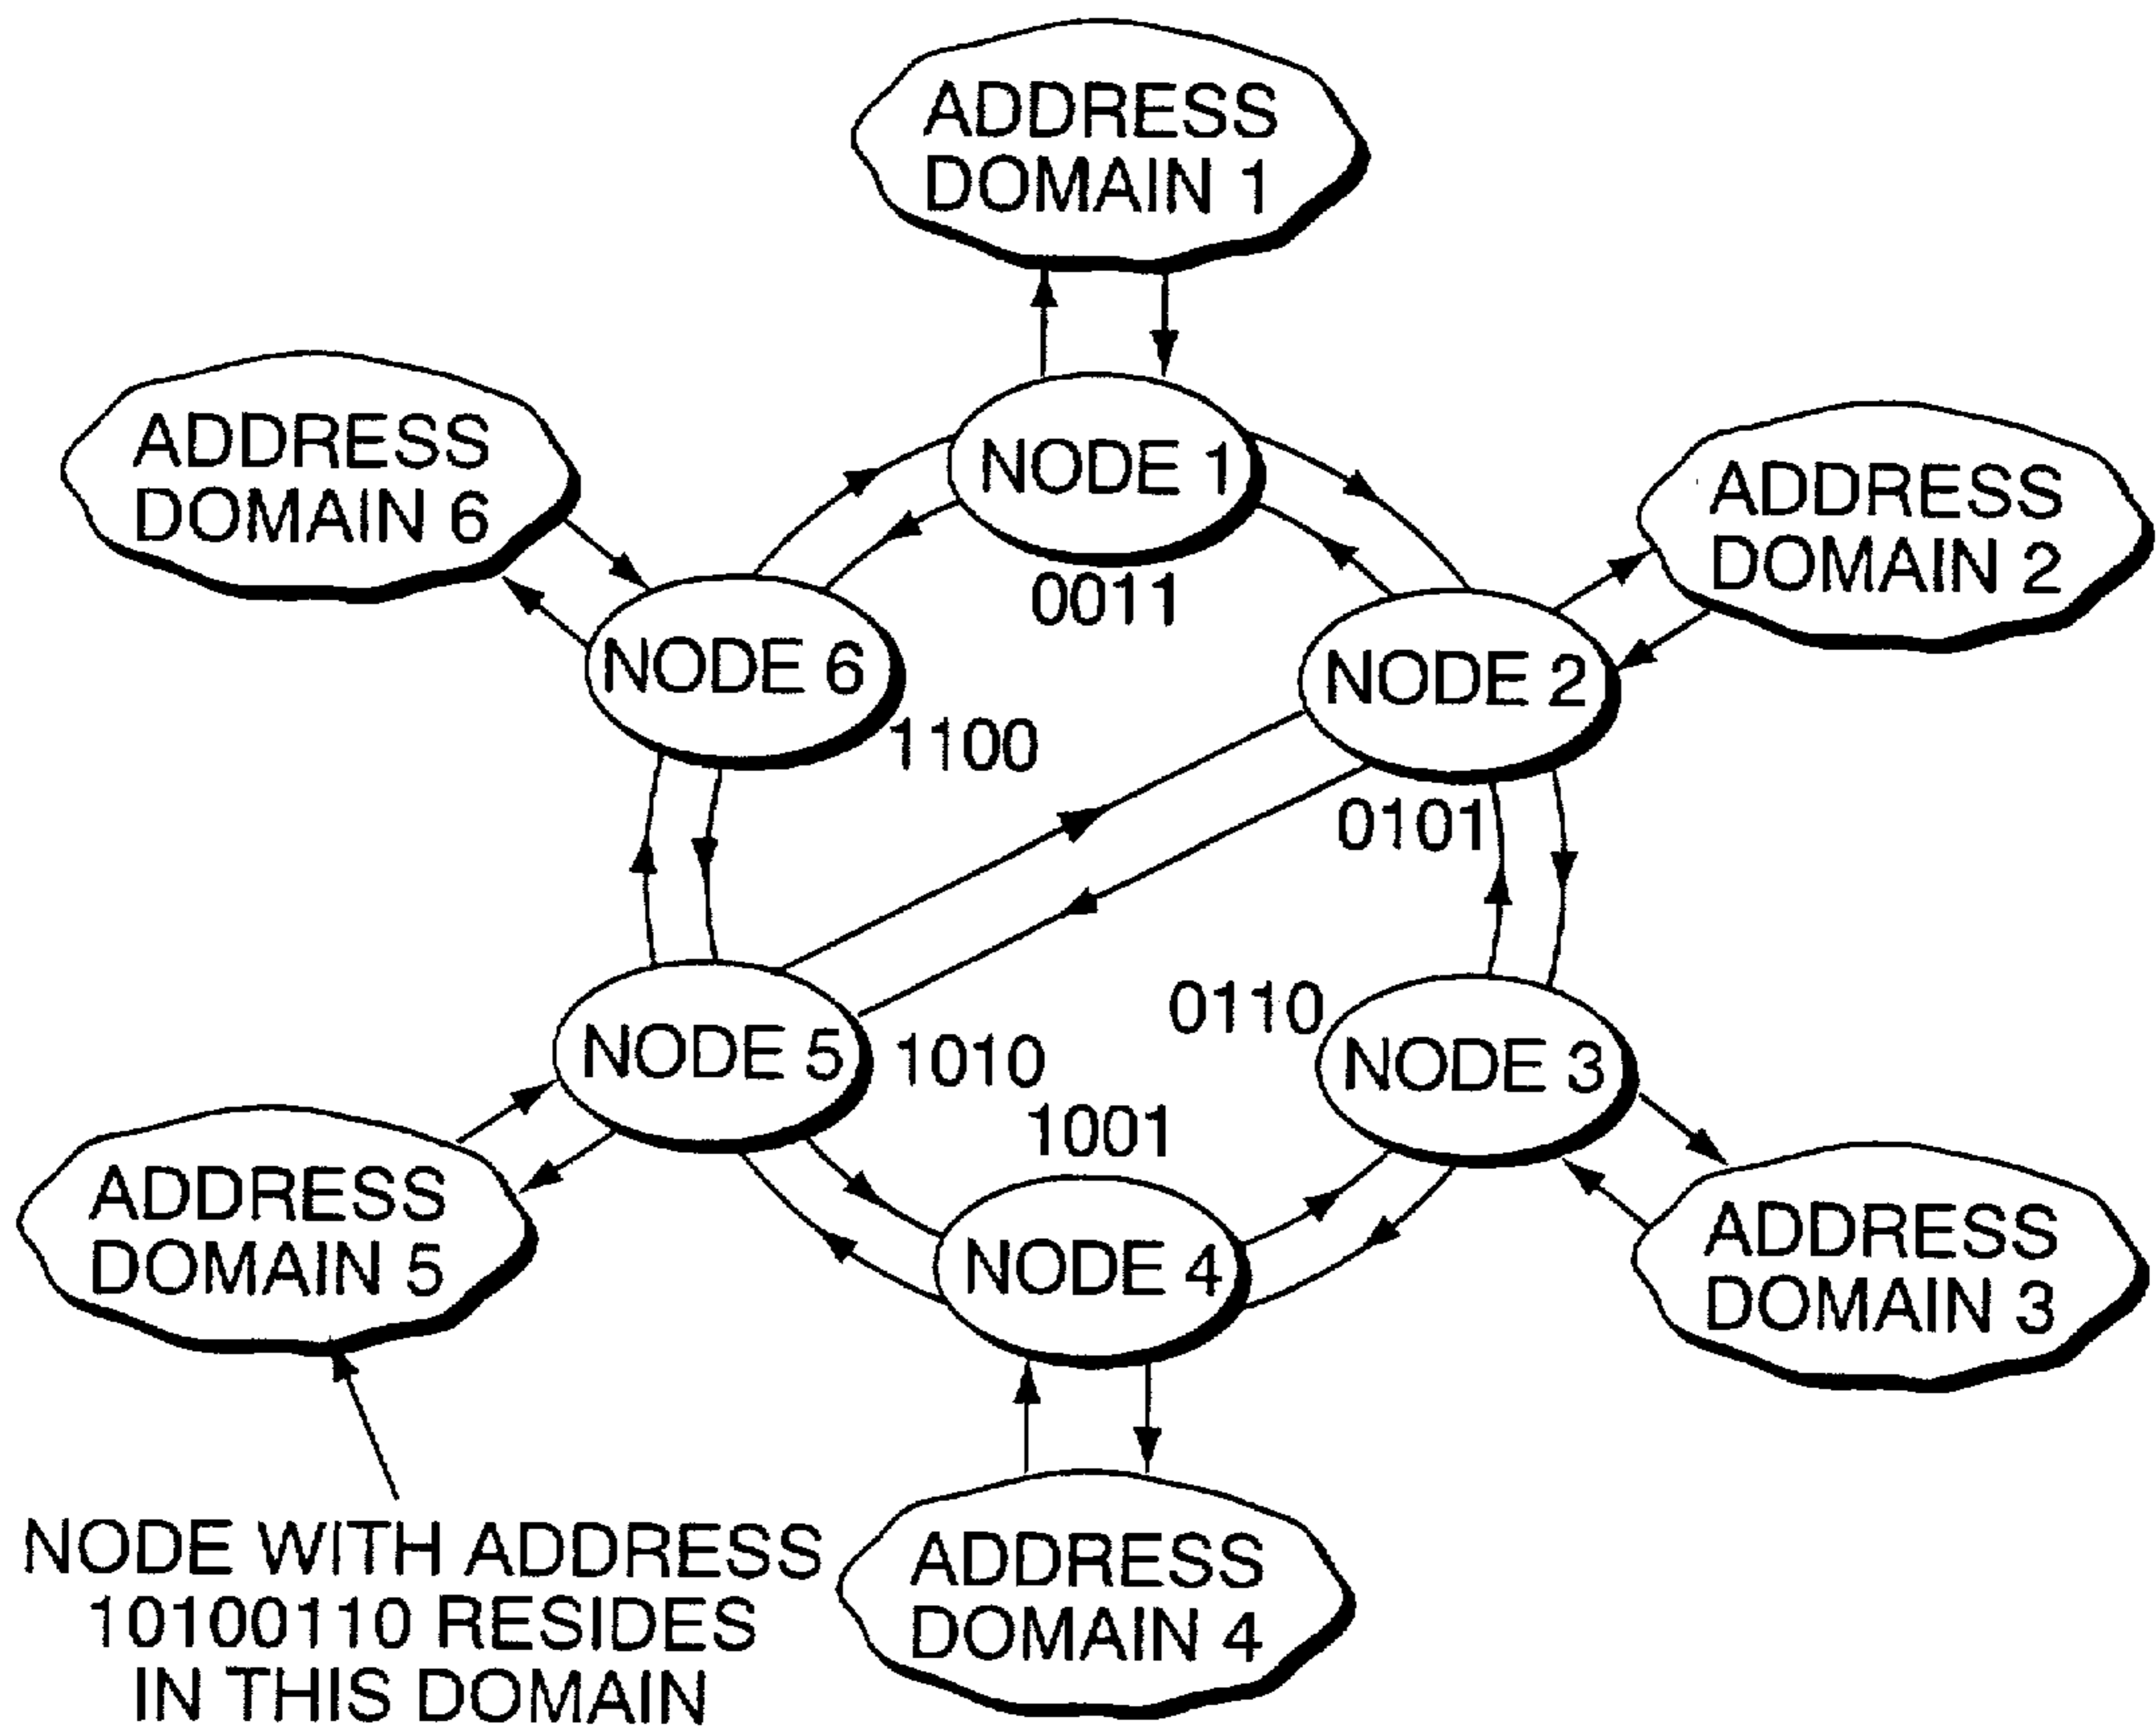 ADDRESS
DOMAIN 1
ADDRESS
DOMAIN 6
NODE 1
0011
ADDRESS
DOMAIN 2
NODE 6
1100
NODE 2
0101
NODE 5
1010
0110
NODE 3
1001
ADDRESS
DOMAIN 5
NODE 4
ADDRESS
DOMAIN 3
NODE WITH ADDRESS
10100110 RESIDES
IN THIS DOMAIN
ADDRESS
DOMAIN 4